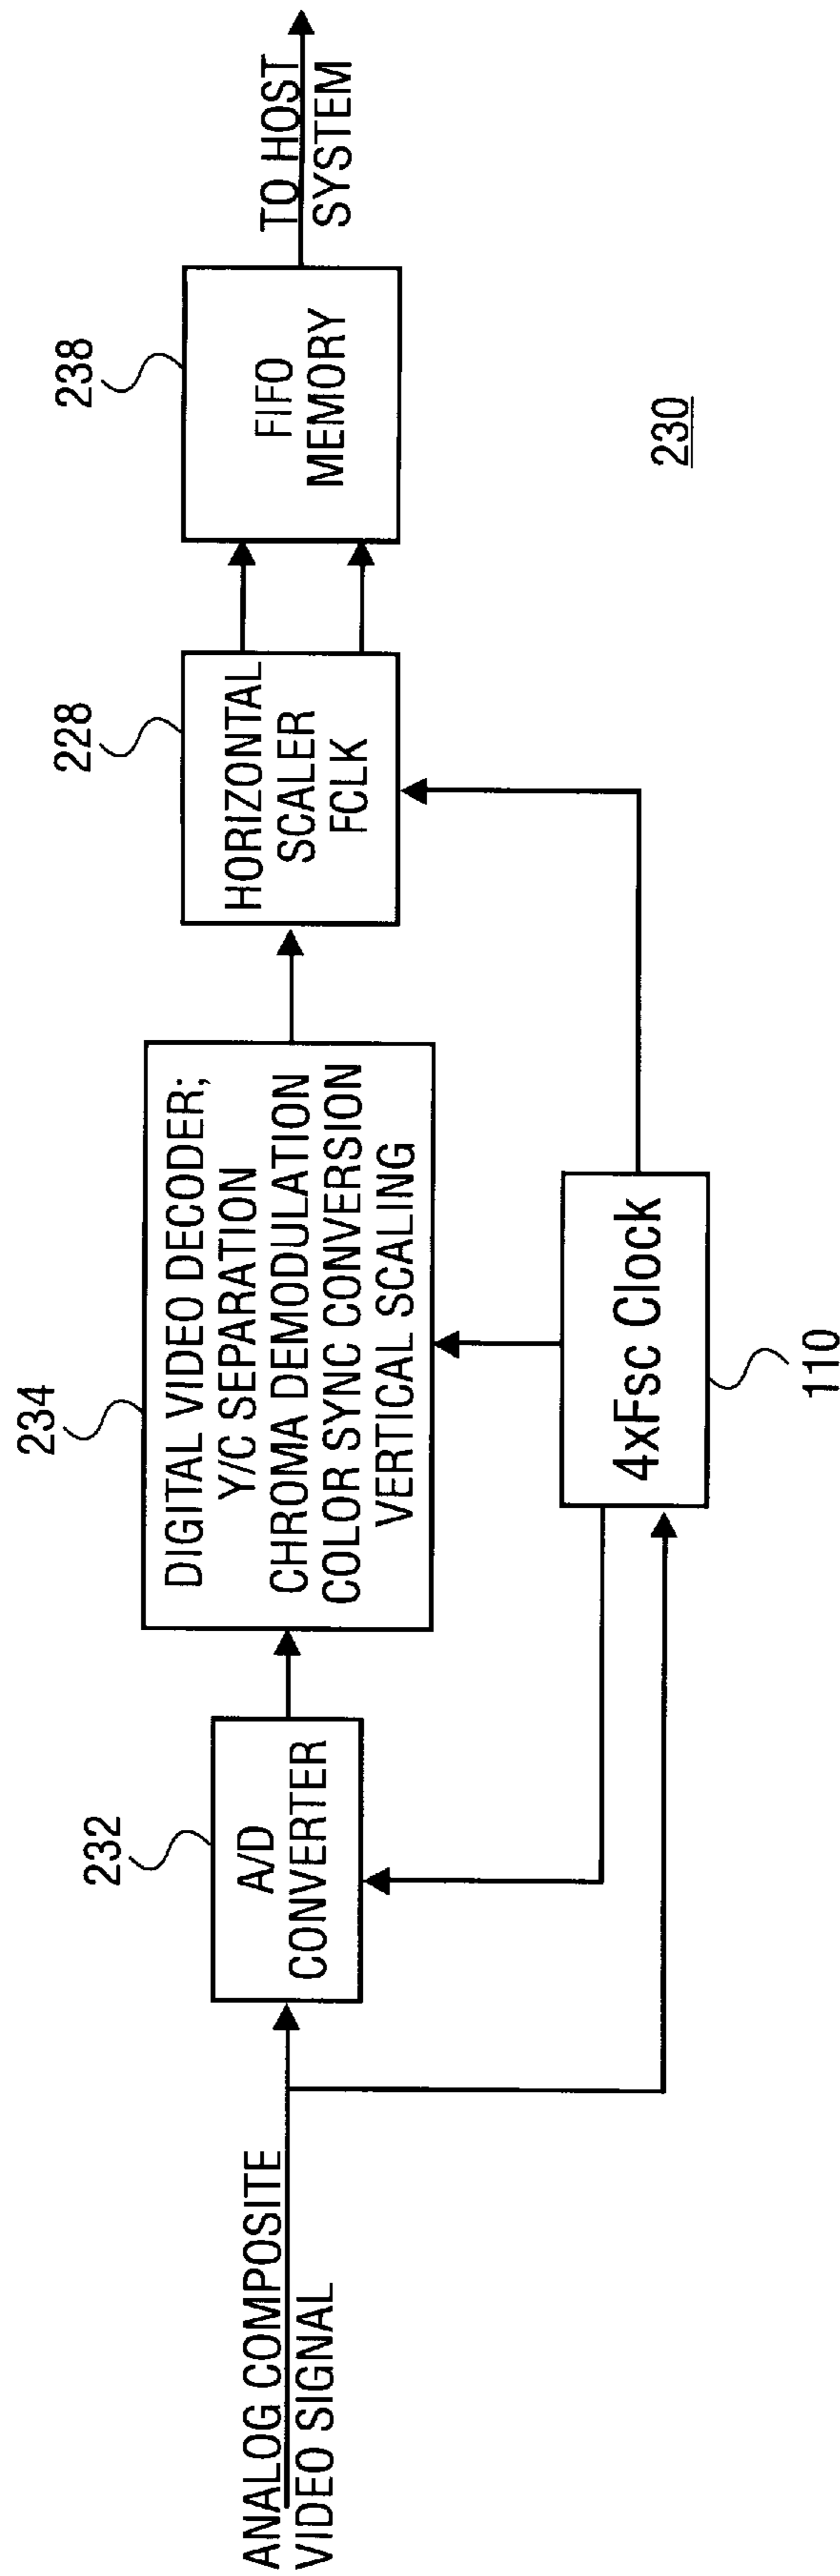 ANALOG COMPOSITE
VIDEO SIGNAL
232
A/D
CONVERTER
234
DIGITAL VIDEO DECODER;
Y/C SEPARATION
CHROMA DEMODULATION
COLOR SYNC CONVERSION
VERTICAL SCALING
228
HORIZONTAL
SCALER
FCLK
238
FIFO
MEMORY
TO HOST
SYSTEM
4xFsc Clock
110
230